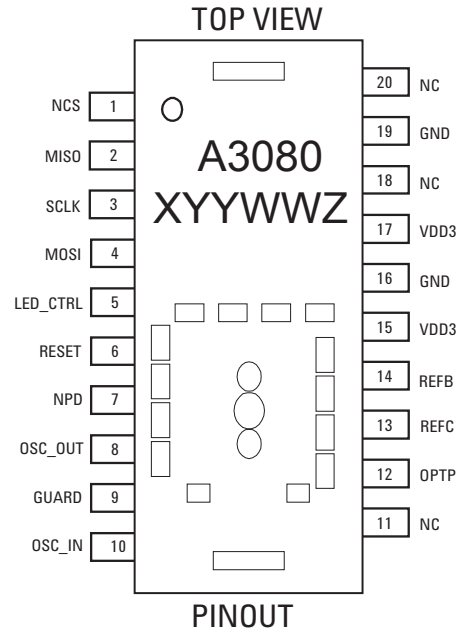 TOP VIEW
NCS 1
MISO 2
SCLK 3
MOSI 4
LED_CTRL 5
RESET 6
NPD 7
OSC_OUT 8
GUARD 9
OSC_IN 10
A3080
XYYWWZ
20 NC
19 GND
18 NC
17 VDD3
16 GND
15 VDD3
14 REFB
13 REFC
12 OPTP
11 NC
PINOUT